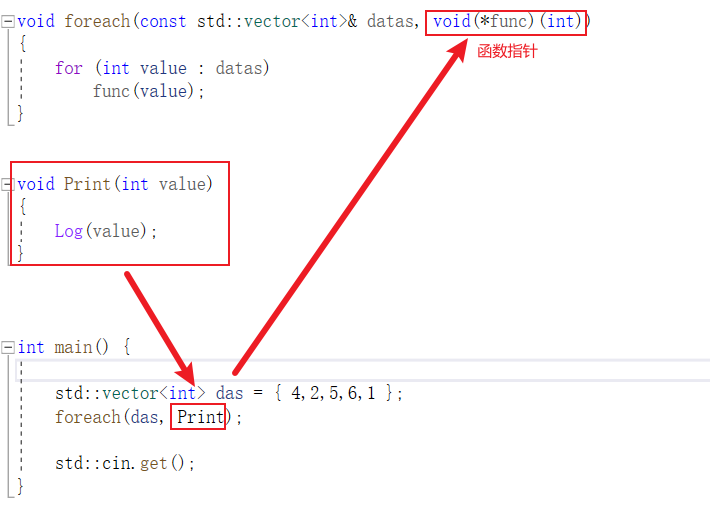 void foreach(const std::vector<int>& datas, void(*func)(int))
函数指针
{
for (int value : datas)
func(value);
}
void Print(int value)
{
Log(value);
}
int main() {
std::vector<int> das = { 4,2,5,6,1 };
foreach(das, Print);
std::cin.get();
}